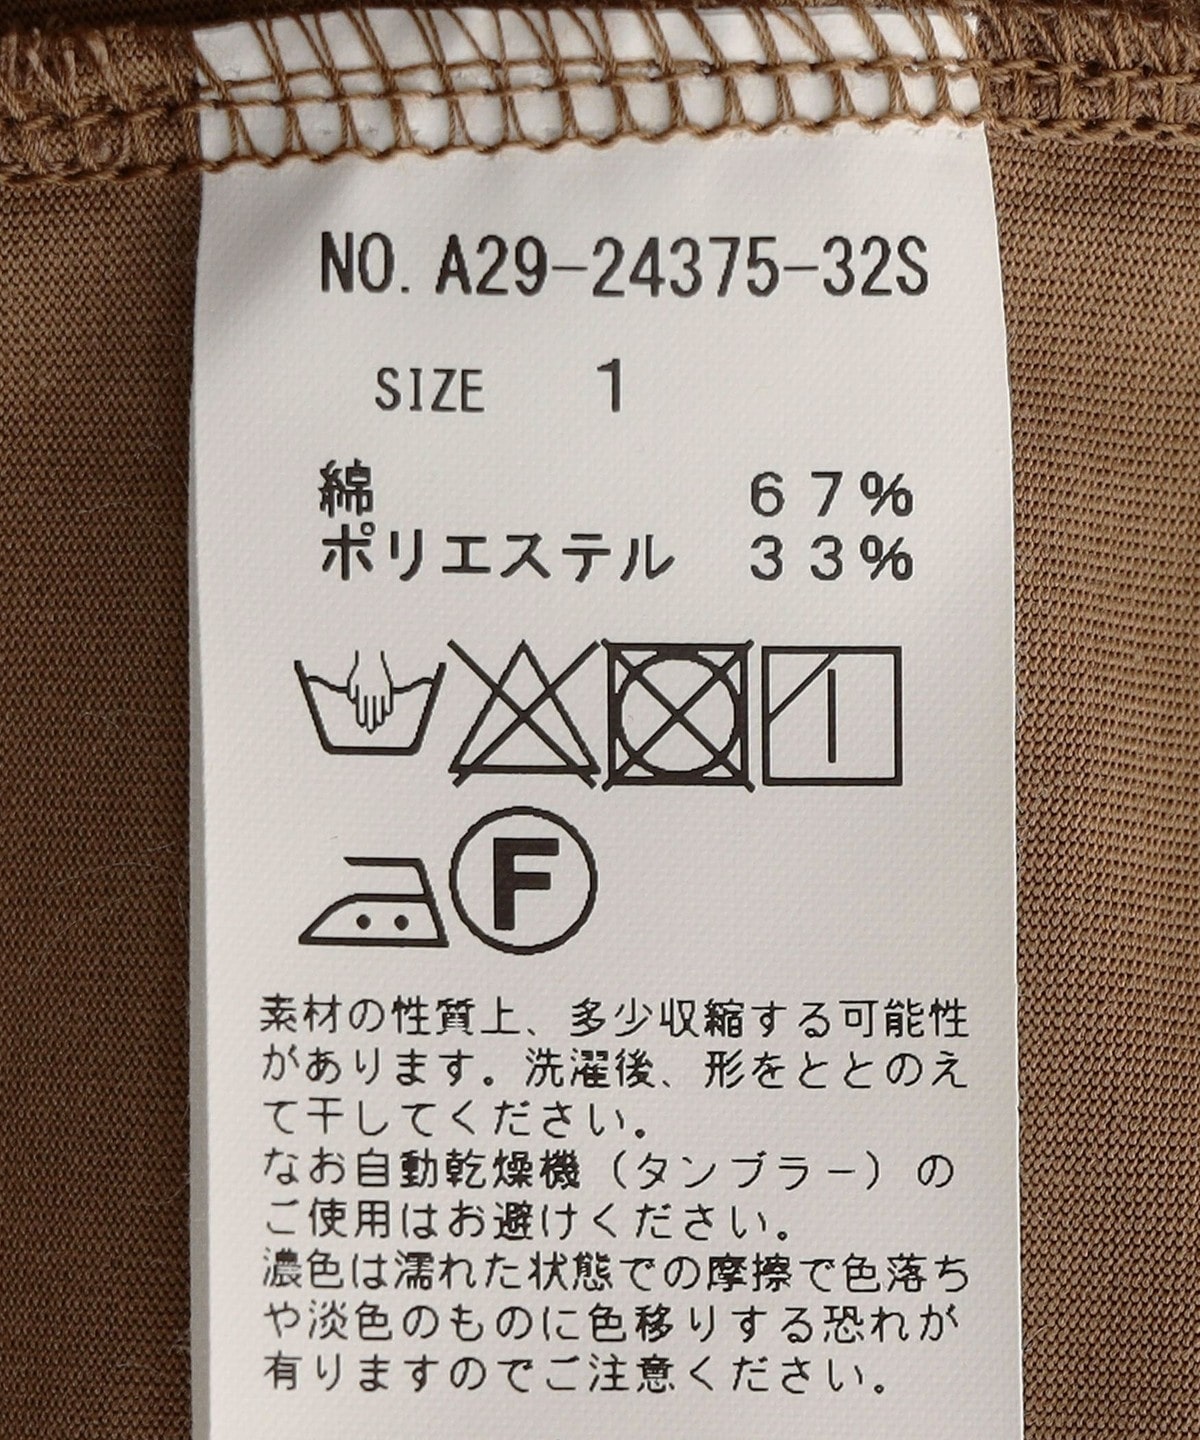 NO. A29-24375-32S
SIZE 1
綿 67%
ポリエステル 33%
F
素材の性質上、多少収縮する可能性
があります。洗濯後、形をととのえ
て干してください。
なお自動乾燥機(タンブラー)の
ご使用はお避けください。
濃色は濡れた状態での摩擦で色落ち
や淡色のものに色移りする恐れが
有りますのでご注意ください。